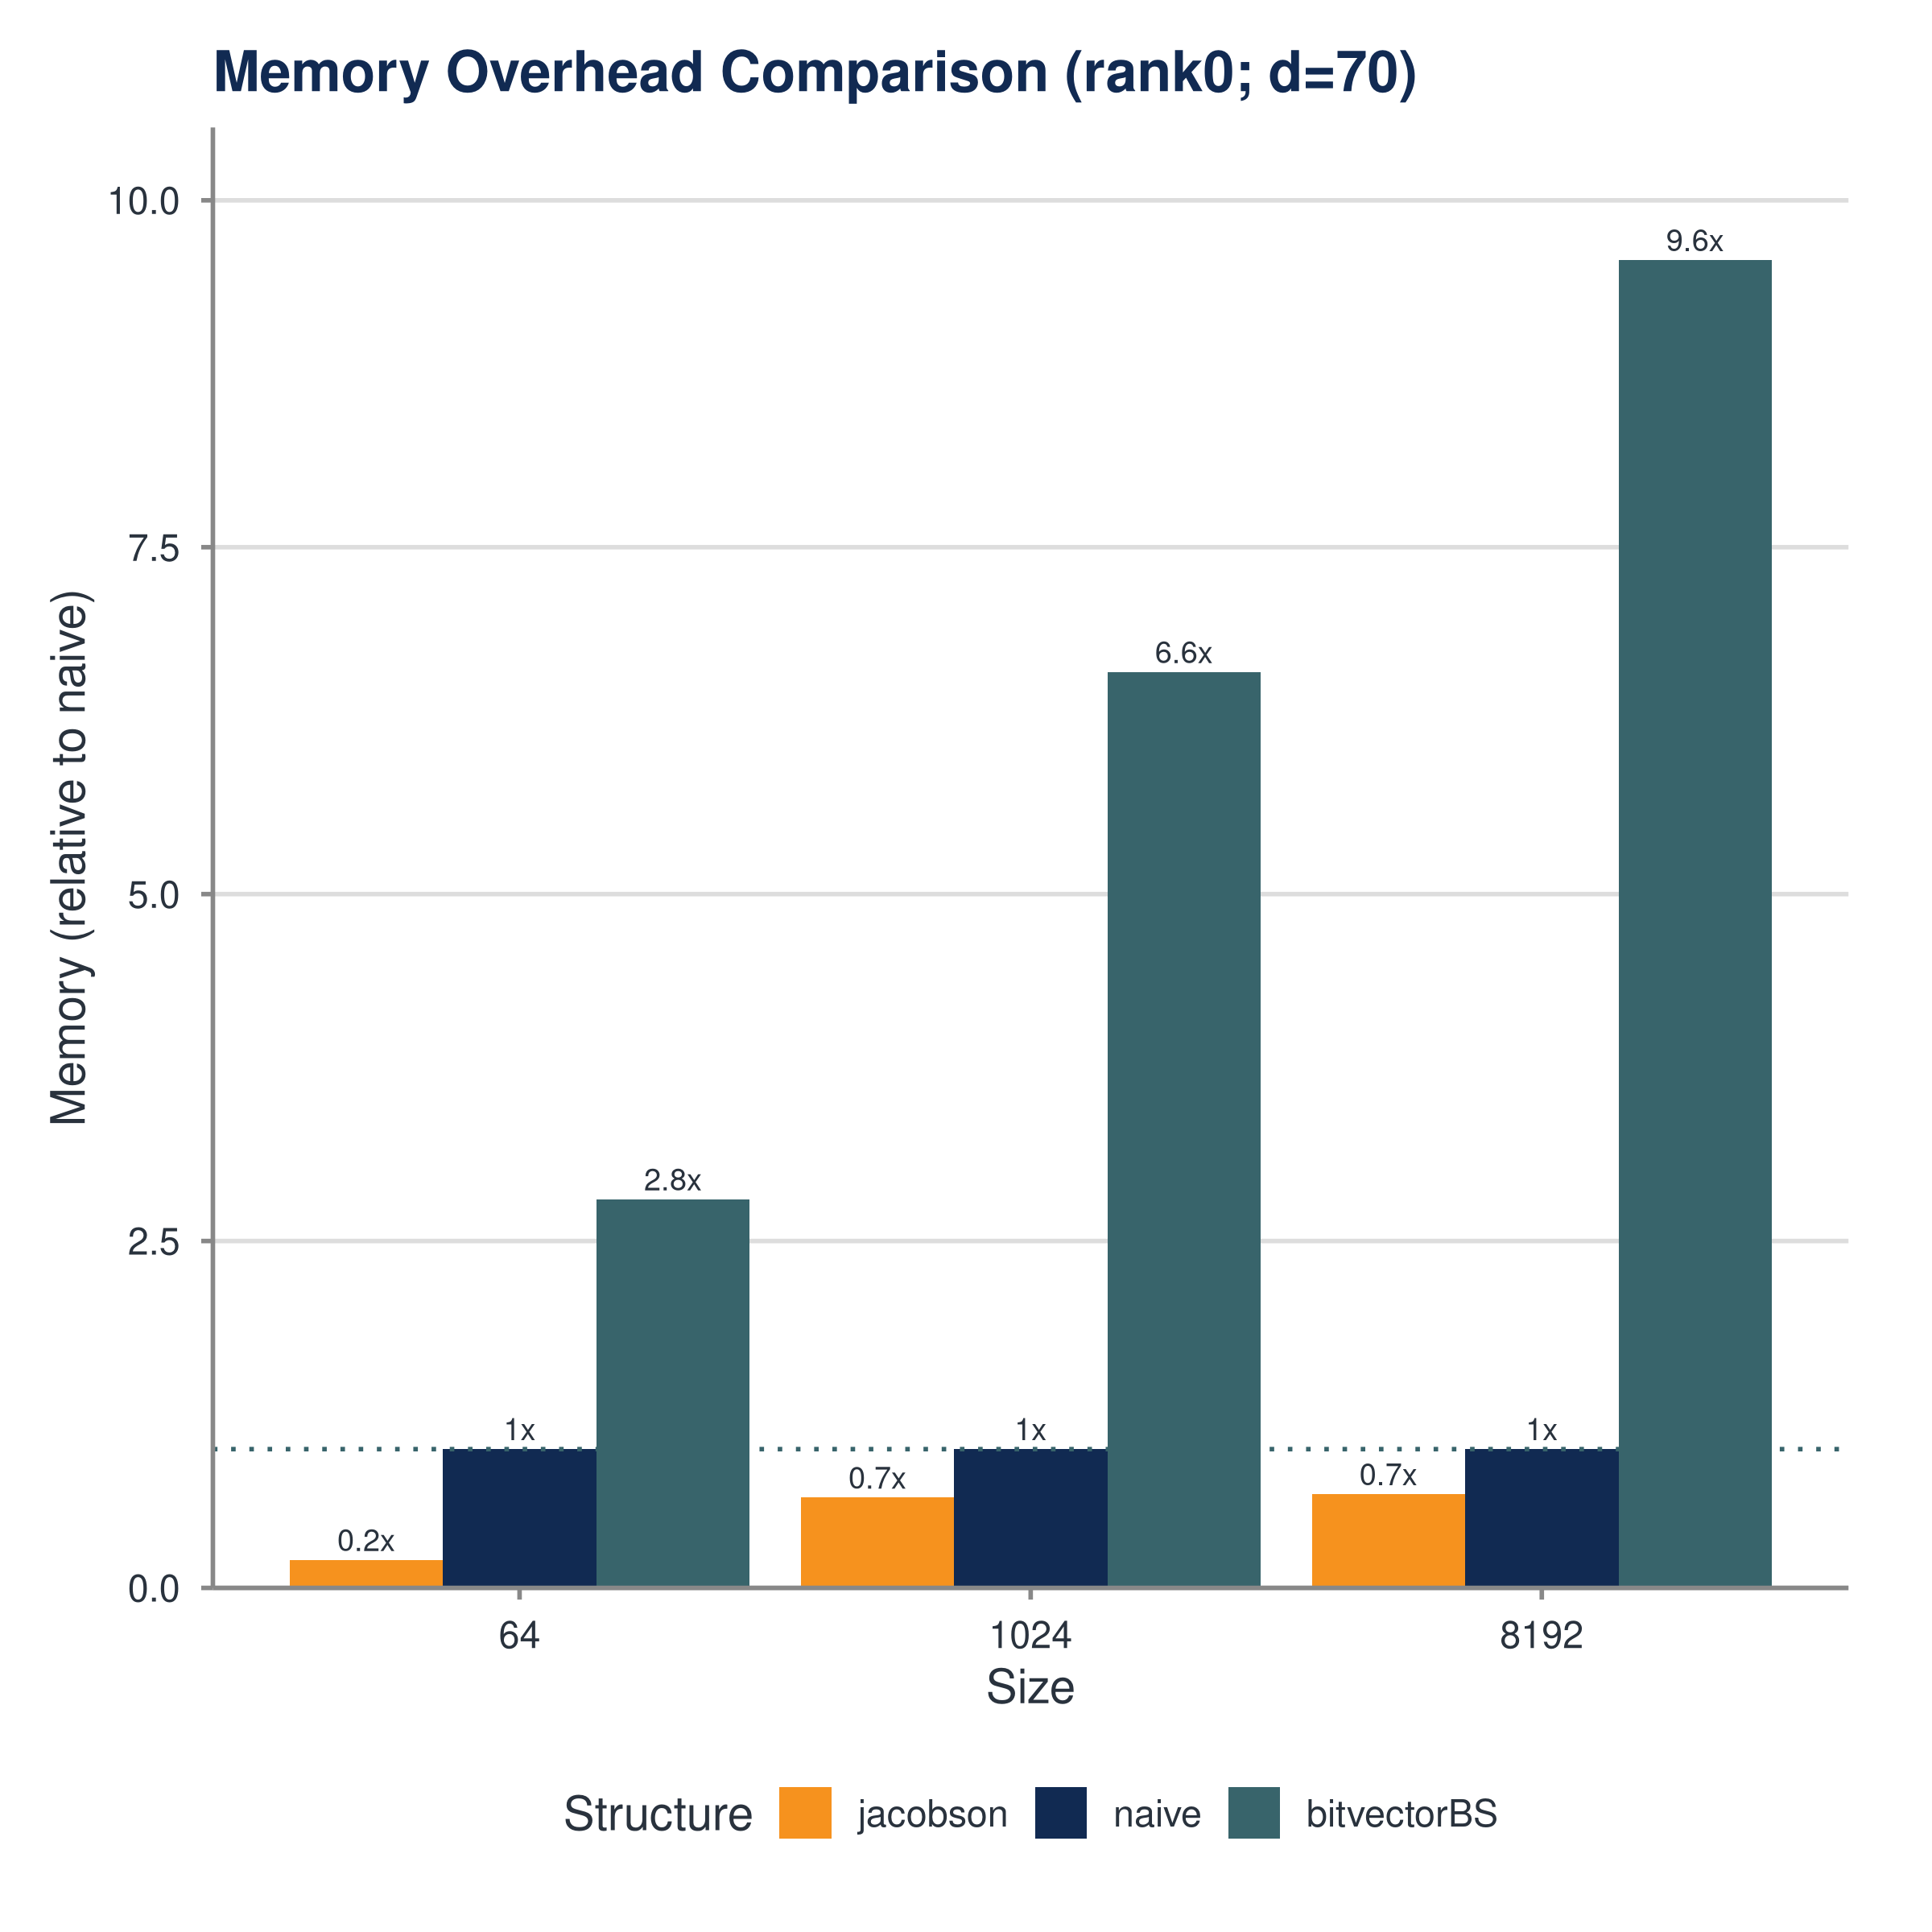 Memory Overhead Comparison (rank0; d=70)
Memory (relative to naive)
10.0
7.5
5.0
2.5
0.0
0.2x
1x
2.8x
0.7x
1x
6.6x
0.7x
1x
9.6x
64
1024
8192
Size
Structure jacobson naive bitvectorBS